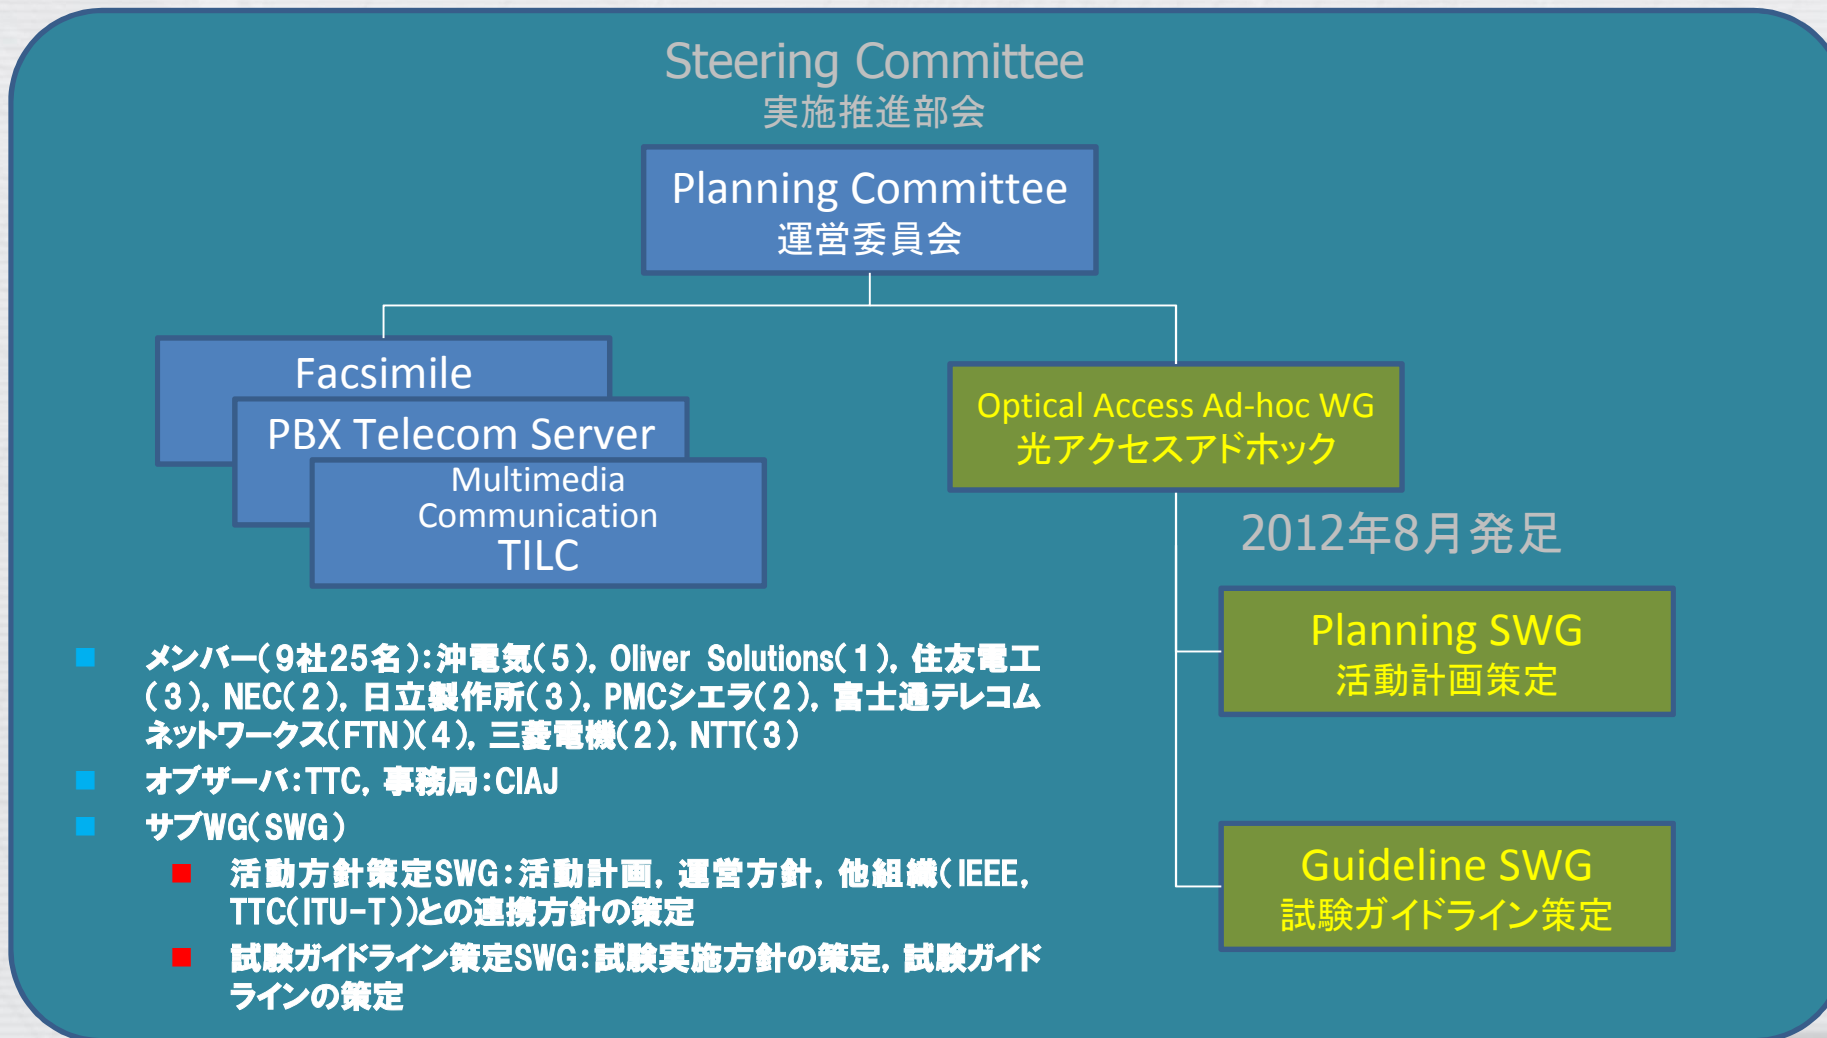 Steering Committee
実施推進部会
Planning Committee
運営委員会
Facsimile
PBX Telecom Server
Multimedia
Communication
TILC
Optical Access Ad-hoc WG
光アクセスアドホック
2012年8月発足
Planning SWG
活動計画策定
Guideline SWG
試験ガイドライン策定
メンバー(9社25名):沖電気(5), Oliver Solutions(1), 住友電工
(3), NEC(2), 日立製作所(3), PMCシエラ(2), 富士通テレコム
ネットワークス(FTN)(4), 三菱電機(2), NTT(3)
オブザーバ:TTC, 事務局:CIAJ
サブWG(SWG)
活動方針策定SWG:活動計画, 運営方針, 他組織(IEEE,
TTC(ITU-T))との連携方針の策定
試験ガイドライン策定SWG:試験実施方針の策定, 試験ガイド
ラインの策定